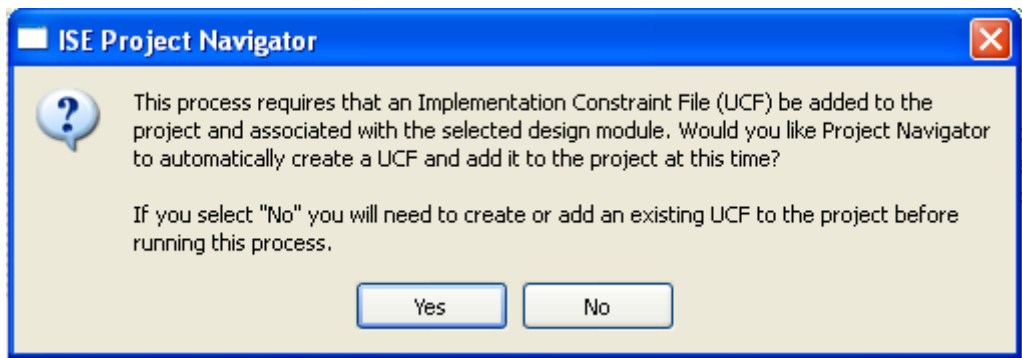 ISE Project Navigator
This process requires that an Implementation Constraint File (UCF) be added to the
project and associated with the selected design module. Would you like Project Navigator
to automatically create a UCF and add it to the project at this time?
If you select "No" you will need to create or add an existing UCF to the project before
running this process.
Yes
No